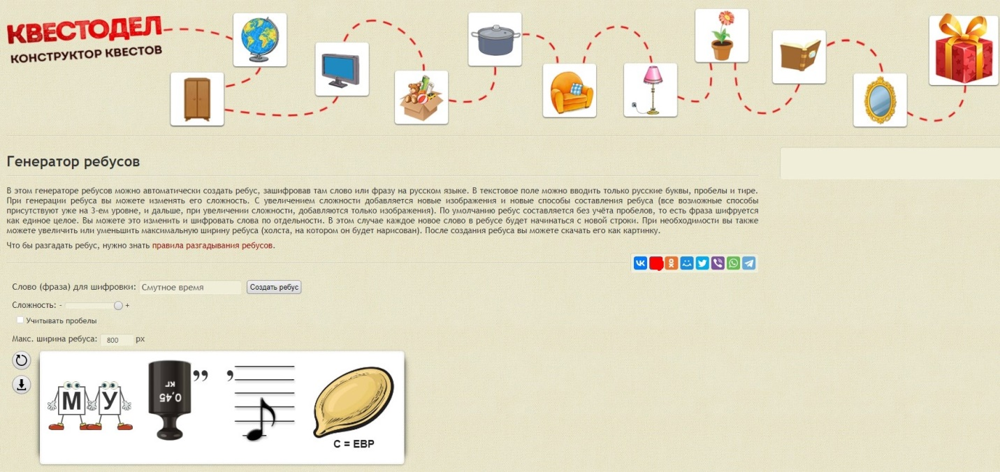 КВЕСТОДЕЛ
КОНСТРУКТОР КВЕСТОВ
Генератор ребусов
В этом генераторе ребусов можно автоматически создать ребус, зашифровав там слово или фразу на русском языке. В текстовое поле можно вводить только русские буквы, пробелы и тире.
При генерации ребуса вы можете изменять его сложность. С увеличением сложности добавляется новые изображения и новые способы составления ребуса (все возможные способы
присутствуют уже на 3-ем уровне, и дальше, при увеличении сложности, добавляются только изображения). По умолчанию ребус составляется без учёта пробелов, то есть фраза шифруется
как единое целое. Вы можете это изменить и шифровать слова по отдельности. В этом случае каждое новое слово в ребусе будет начинаться с новой строки. При необходимости вы также
можете увеличить или уменьшить максимальную ширину ребуса (холста, на котором он будет нарисован). После создания ребуса вы можете скачать его как картинку.
Что бы разгадать ребус, нужно знать правила разгадывания ребусов.
Слово (фраза) для шифровки: Смутное время Создать ребус
Сложность: - +
Учитывать пробелы
Макс. ширина ребуса: 800 px
М У ,, ,
0,45
кг
С = ЕВР